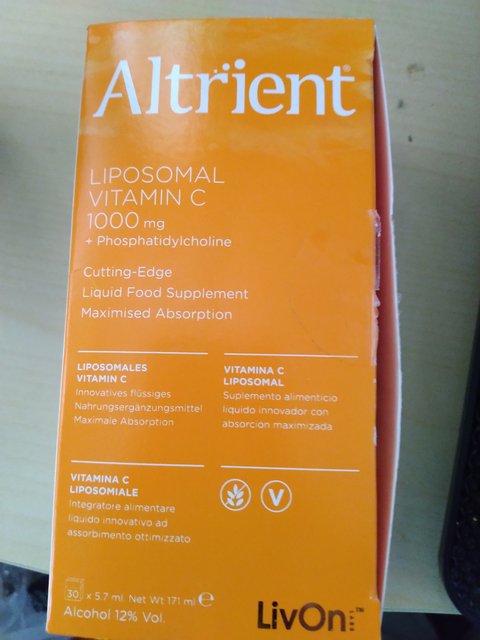 Altrient®
LIPOSOMAL
VITAMIN C
1000 mg
+ Phosphatidylcholine
Cutting-Edge
Liquid Food Supplement
Maximised Absorption
LIPOSOMALES
VITAMIN C
Innovatives flüssiges
Nahrungsergänzungsmittel
Maximale Absorption
VITAMINA C
LIPOSOMAL
Suplemento alimenticio
líquido innovador con
absorción maximizada
VITAMINA C
LIPOSOMIALE
Integratore alimentare
liquido innovativo ad
assorbimento ottimizzato
V
30 x 5.7 ml. Net Wt 171 ml ℮
Alcohol 12% Vol.
LivOn LABS™